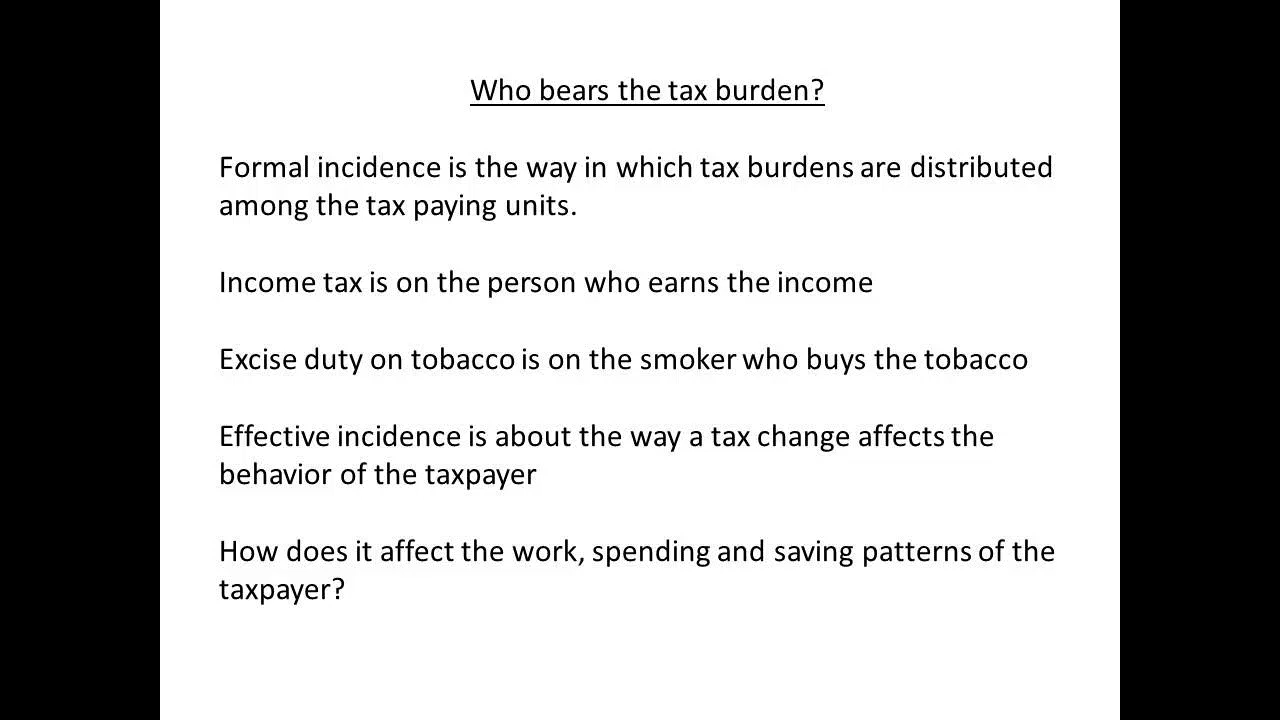 Who bears the tax burden?
Formal incidence is the way in which tax burdens are distributed
among the tax paying units.
Income tax is on the person who earns the income
Excise duty on tobacco is on the smoker who buys the tobacco
Effective incidence is about the way a tax change affects the
behavior of the taxpayer
How does it affect the work, spending and saving patterns of the
taxpayer?